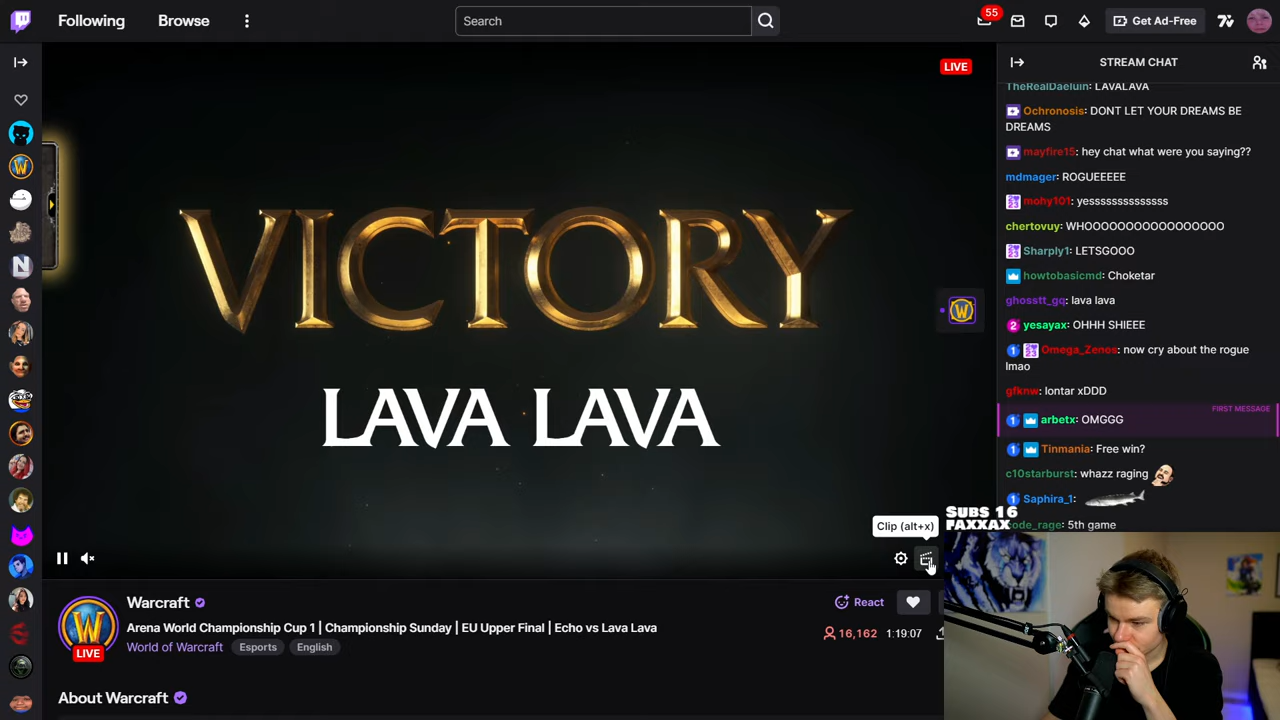 Following
Browse
Search
55
Get Ad-Free
LIVE
STREAM CHAT
TheRealDaeluin: LAVALAVA
Ochronosis: DONT LET YOUR DREAMS BE
DREAMS
mayfire15: hey chat what were you saying??
mdmager: ROGUEEEEE
mohy101: yesssssssssssssss
chertovuy: WHOOOOOOOOOOOOOOOOO
Sharply1: LETSGOOO
howtobasicmd: Choketar
ghosstt_gq: lava lava
yesayax: OHHH SHIEEE
Omega_Zenos: now cry about the rogue
lmao
gfknw: lontar xDDD
FIRST MESSAGE
arbetx: OMGGG
Tinmania: Free win?
c10starburst: whazz raging
Saphira_1:
code_rage: 5th game
VICTORY
LAVA LAVA
SUBS 16
FAXXAX
Clip (alt+x)
Warcraft
React
Arena World Championship Cup 1 | Championship Sunday | EU Upper Final | Echo vs Lava Lava
16,162
1:19:07
World of Warcraft
Esports
English
LIVE
About Warcraft